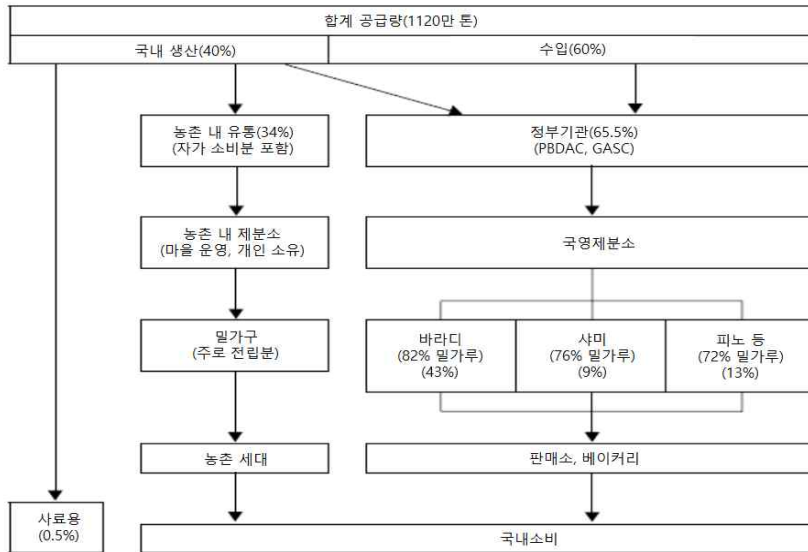 합계 공급량(1120만 톤)
국내 생산(40%)
수입(60%)
농촌 내 유통(34%)
(자가 소비분 포함)
정부기관(65.5%)
(PBDAC, GASC)
농촌 내 제분소
(마을 운영, 개인 소유)
국영제분소
밀가구
(주로 전립분)
바라디
(82% 밀가루)
(43%)
샤미
(76% 밀가루)
(9%)
피노 등
(72% 밀가루)
(13%)
농촌 세대
판매소, 베이커리
사료용
(0.5%)
국내소비